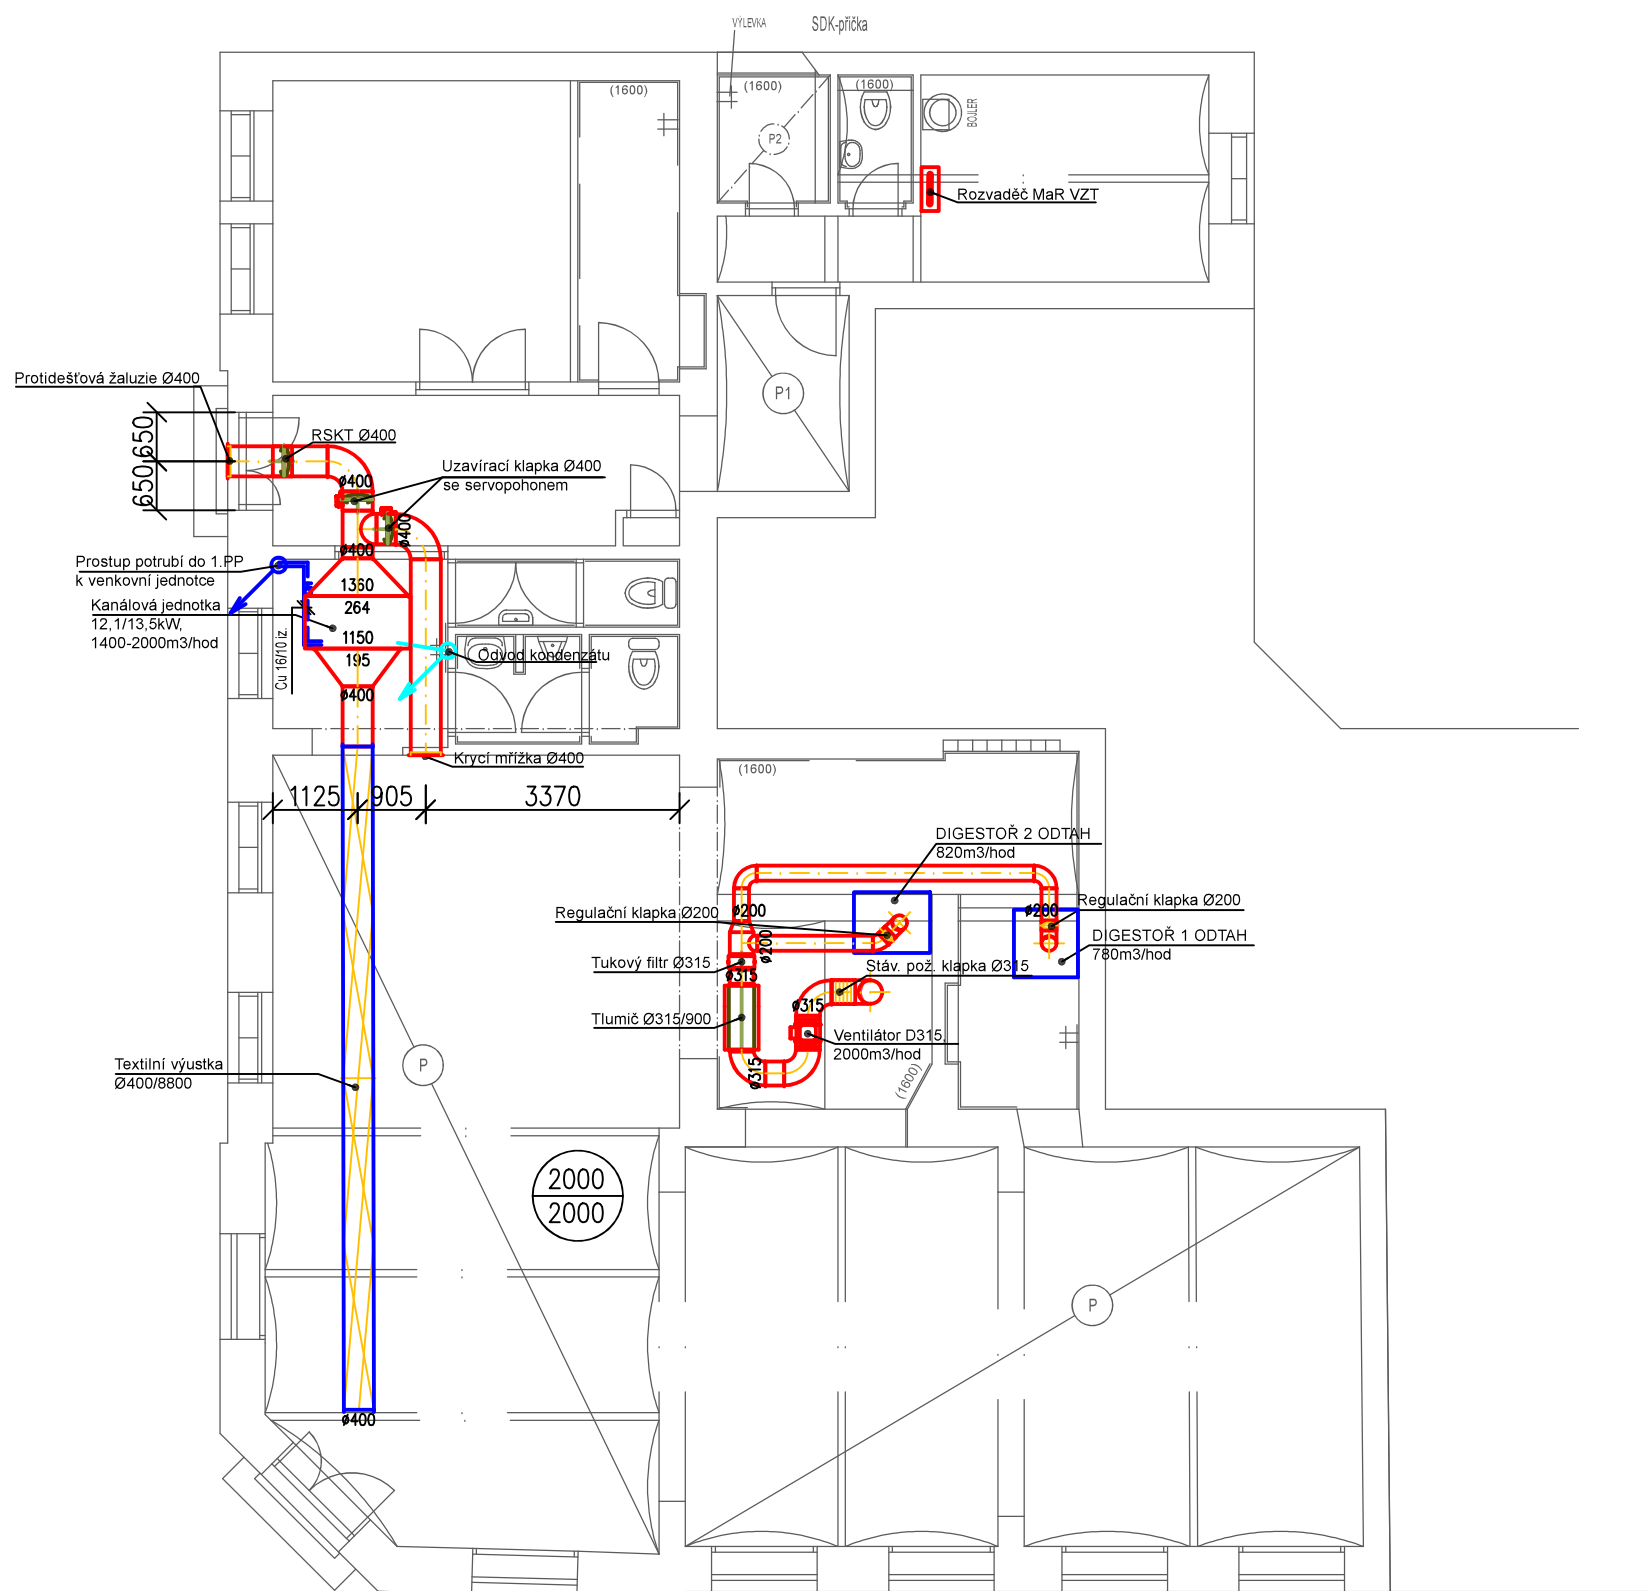 VÝLEVKA
SDK-příčka
(1600)
(1600)
(1600)
P2
BOJLER
Rozvaděč MaR VZT
P1
Protidešťová žaluzie Ø400
650
650
RSKT Ø400
ø400
Uzavírací klapka Ø400
se servopohonem
ø400
ø400
Prostup potrubí do 1.PP
k venkovní jednotce
Kanálová jednotka
12,1/13,5kW,
1400-2000m3/hod
Cu 16/10 iz.
1360
264
1150
195
ø400
Odvod kondenzátu
Krycí mřížka Ø400
1125
905
3370
(1600)
DIGESTOŘ 2 ODTAH
820m3/hod
Regulační klapka Ø200
ø200
ø200
ø200
Regulační klapka Ø200
DIGESTOŘ 1 ODTAH
780m3/hod
Tukový filtr Ø315
ø315
Stáv. pož. klapka Ø315
ø315
Tlumič Ø315/900
Ventilátor D315,
2000m3/hod
ø315
(1600)
Textilní výustka
Ø400/8800
P
2000
2000
P
ø400